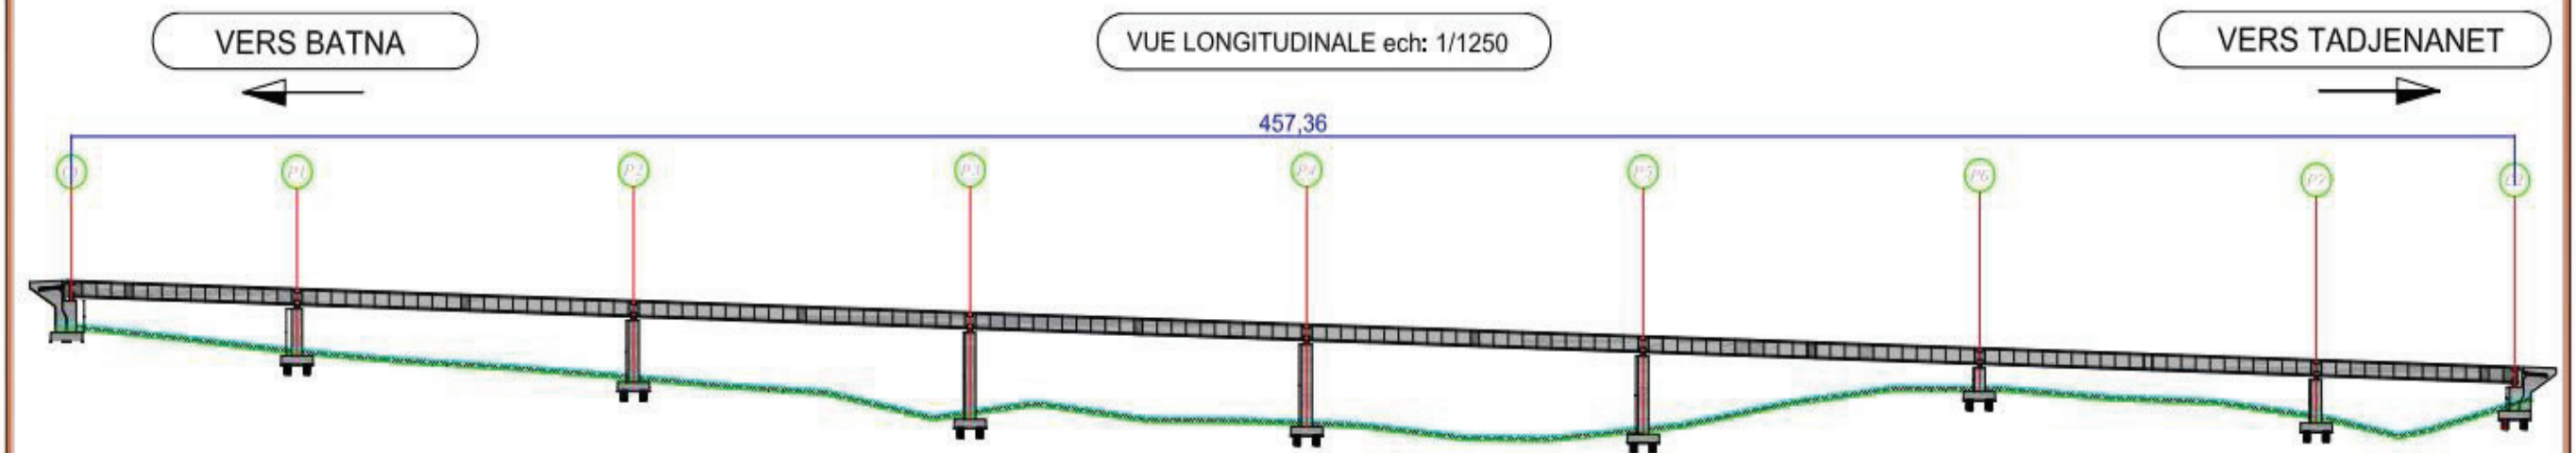 VERS BATNA
VUE LONGITUDINALE ech: 1/1250
VERS TADJENANET
457,36
P1
P2
P3
P4
P5
P6
P7